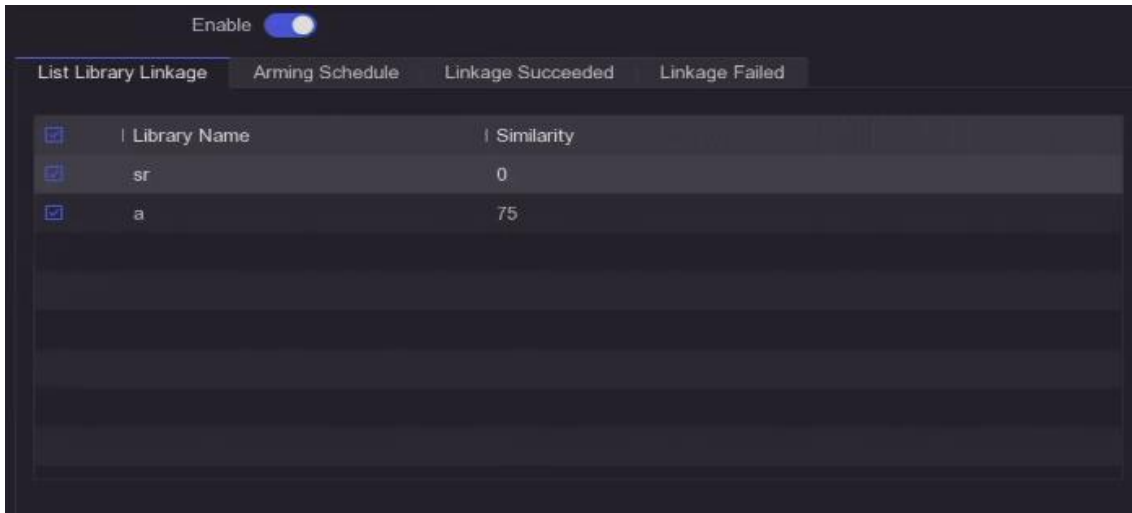 Enable
List Library Linkage Arming Schedule Linkage Succeeded Linkage Failed
Library Name Similarity
sr 0
a 75